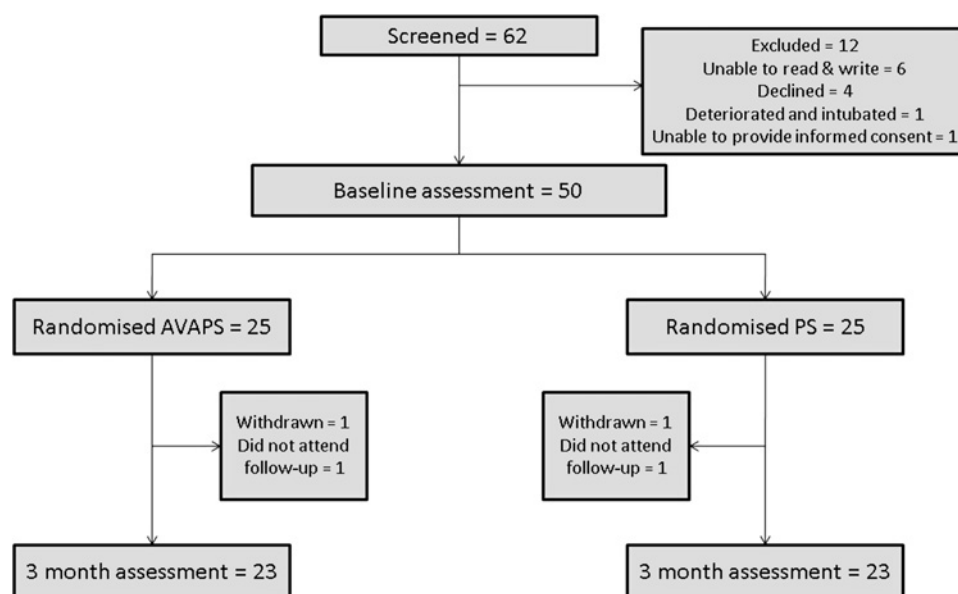 Screened = 62
Excluded = 12
Unable to read & write = 6
Declined = 4
Deteriorated and intubated = 1
Unable to provide informed consent = 1
Baseline assessment = 50
Randomised AVAPS = 25
Randomised PS = 25
Withdrawn = 1
Did not attend
follow-up = 1
Withdrawn = 1
Did not attend
follow-up = 1
3 month assessment = 23
3 month assessment = 23